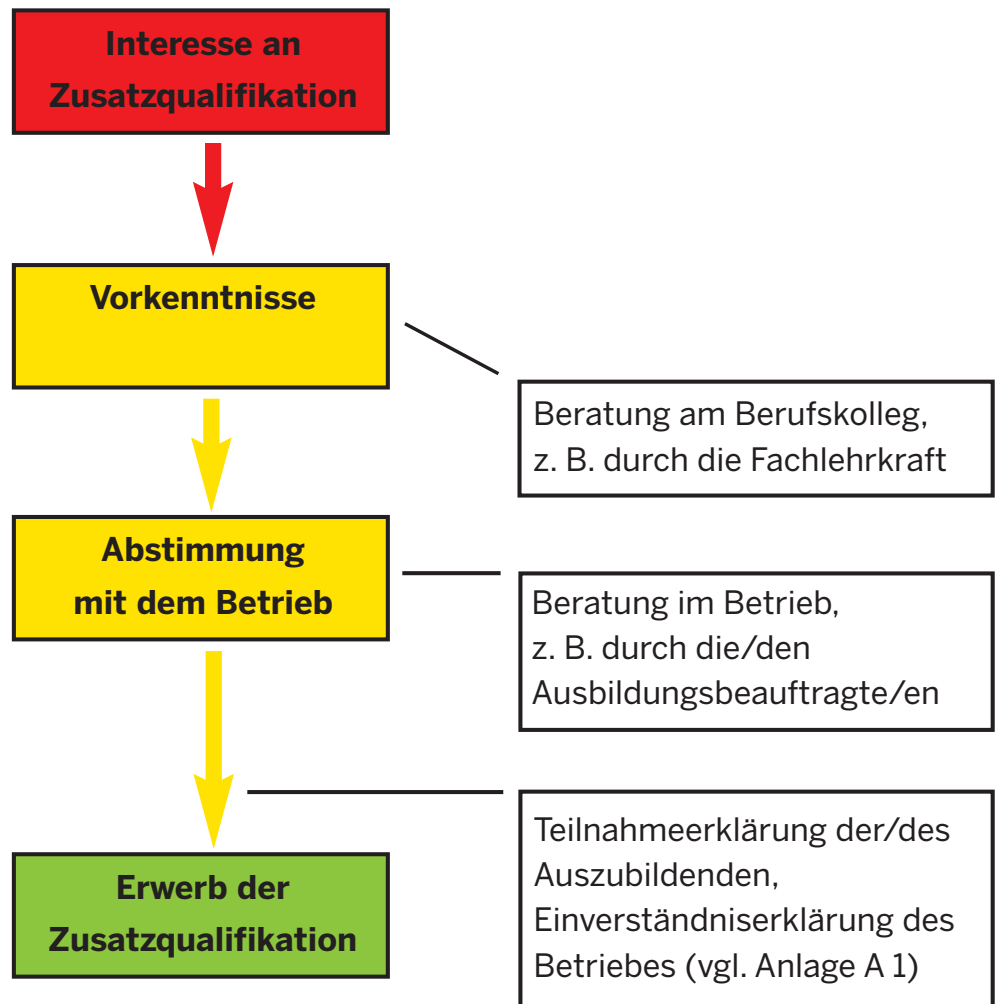 Interesse an
Zusatzqualifikation
Vorkenntnisse
Beratung am Berufskolleg,
z. B. durch die Fachlehrkraft
Abstimmung
mit dem Betrieb
Beratung im Betrieb,
z. B. durch die/den
Ausbildungsbeauftragte/en
Teilnahmeerklärung der/des
Auszubildenden,
Einverständniserklärung des
Betriebes (vgl. Anlage A 1)
Erwerb der
Zusatzqualifikation